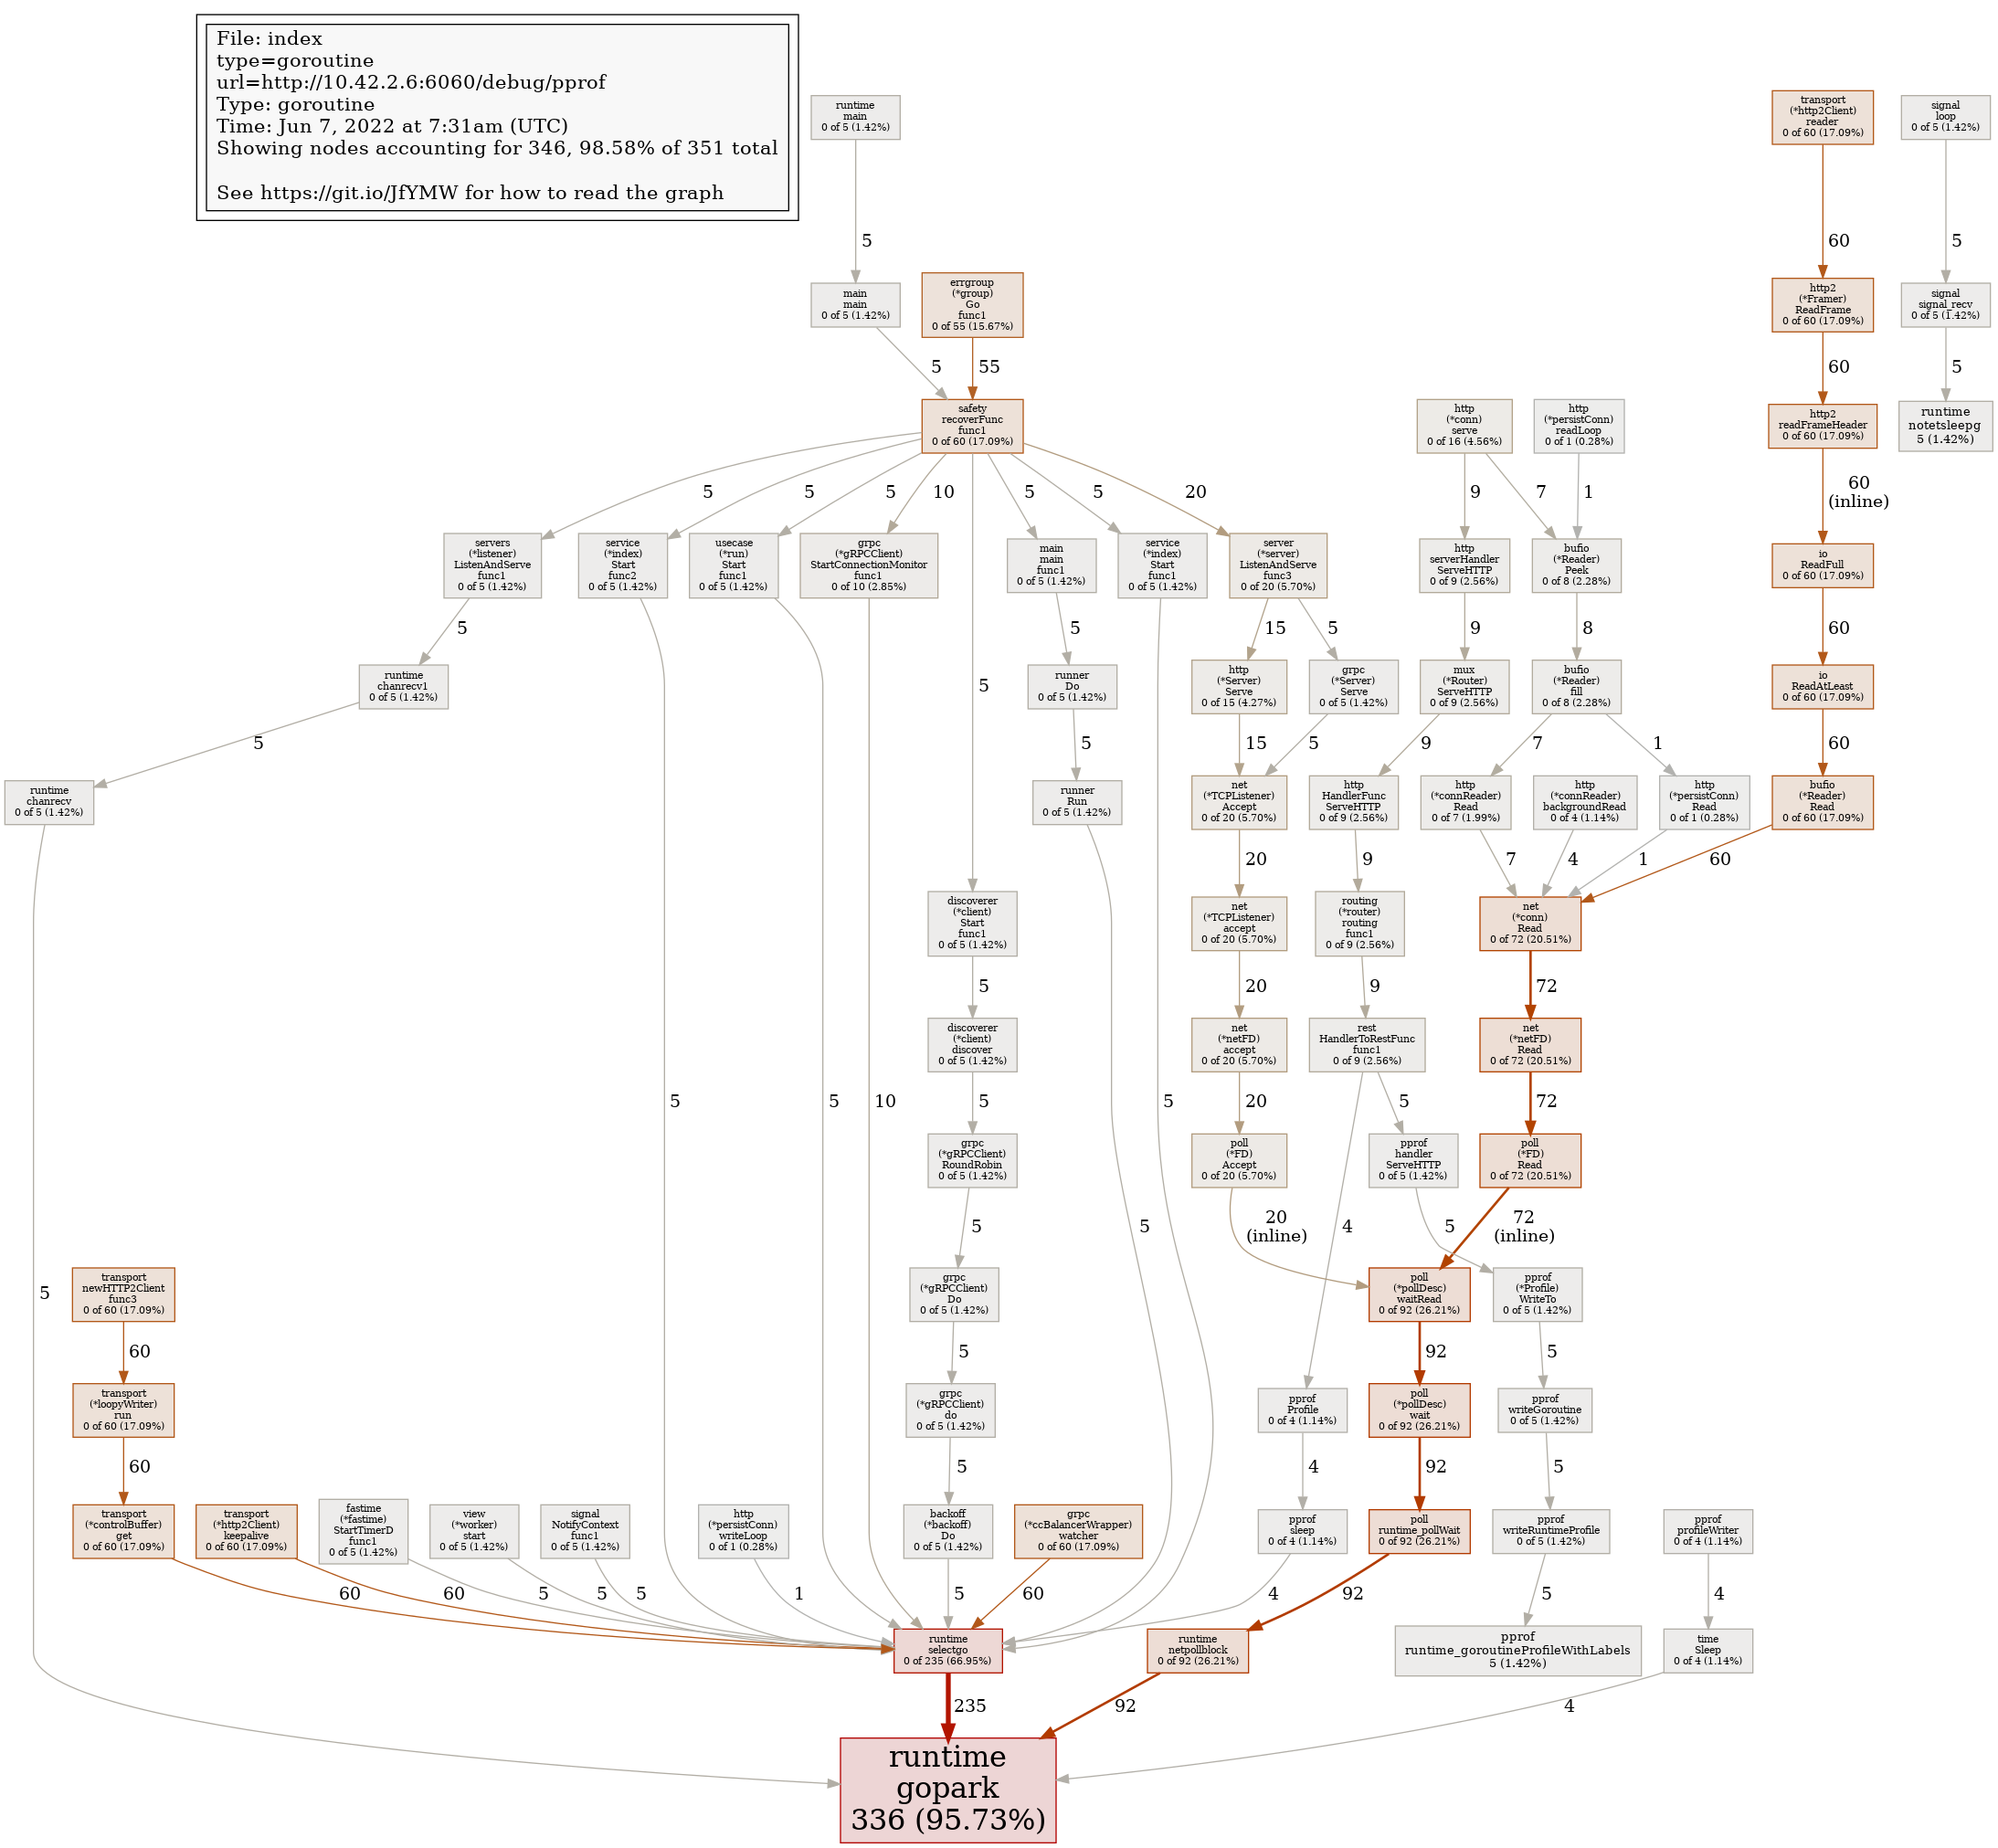 File: index
type=goroutine
url=http://10.42.2.6:6060/debug/pprof
Type: goroutine
Time: Jun 7, 2022 at 7:31am (UTC)
Showing nodes accounting for 346, 98.58% of 351 total
See https://git.io/JfYMW for how to read the graph
runtime
main
0 of 5 (1.42%)
transport
(*http2Client)
reader
0 of 60 (17.09%)
signal
loop
0 of 5 (1.42%)
5
60
5
main
main
0 of 5 (1.42%)
errgroup
(*group)
Go
func1
0 of 55 (15.67%)
http2
(*Framer)
ReadFrame
0 of 60 (17.09%)
signal
signal_recv
0 of 5 (1.42%)
5
55
60
5
safety
recoverFunc
func1
0 of 60 (17.09%)
http
(*conn)
serve
0 of 16 (4.56%)
http
(*persistConn)
readLoop
0 of 1 (0.28%)
http2
readFrameHeader
0 of 60 (17.09%)
runtime
notetsleepg
5 (1.42%)
5
5
5
10
5
5
20
9
7
1
60
(inline)
servers
(*listener)
ListenAndServe
func1
0 of 5 (1.42%)
service
(*index)
Start
func2
0 of 5 (1.42%)
usecase
(*run)
Start
func1
0 of 5 (1.42%)
grpc
(*gRPCClient)
StartConnectionMonitor
func1
0 of 10 (2.85%)
main
main
func1
0 of 5 (1.42%)
service
(*index)
Start
func1
0 of 5 (1.42%)
server
(*server)
ListenAndServe
func3
0 of 20 (5.70%)
http
serverHandler
ServeHTTP
0 of 9 (2.56%)
bufio
(*Reader)
Peek
0 of 8 (2.28%)
io
ReadFull
0 of 60 (17.09%)
5
5
15
5
9
8
60
runtime
chanrecv1
0 of 5 (1.42%)
5
runner
Do
0 of 5 (1.42%)
http
(*Server)
Serve
0 of 15 (4.27%)
grpc
(*Server)
Serve
0 of 5 (1.42%)
mux
(*Router)
ServeHTTP
0 of 9 (2.56%)
bufio
(*Reader)
fill
0 of 8 (2.28%)
io
ReadAtLeast
0 of 60 (17.09%)
5
5
15
5
9
7
1
60
runtime
chanrecv
0 of 5 (1.42%)
runner
Run
0 of 5 (1.42%)
net
(*TCPListener)
Accept
0 of 20 (5.70%)
http
HandlerFunc
ServeHTTP
0 of 9 (2.56%)
http
(*connReader)
Read
0 of 7 (1.99%)
http
(*connReader)
backgroundRead
0 of 4 (1.14%)
http
(*persistConn)
Read
0 of 1 (0.28%)
bufio
(*Reader)
Read
0 of 60 (17.09%)
20
9
7
4
1
60
discoverer
(*client)
Start
func1
0 of 5 (1.42%)
net
(*TCPListener)
accept
0 of 20 (5.70%)
routing
(*router)
routing
func1
0 of 9 (2.56%)
net
(*conn)
Read
0 of 72 (20.51%)
5
20
9
72
discoverer
(*client)
discover
0 of 5 (1.42%)
net
(*netFD)
accept
0 of 20 (5.70%)
rest
HandlerToRestFunc
func1
0 of 9 (2.56%)
net
(*netFD)
Read
0 of 72 (20.51%)
5
5
10
5
5
20
5
72
grpc
(*gRPCClient)
RoundRobin
0 of 5 (1.42%)
poll
(*FD)
Accept
0 of 20 (5.70%)
pprof
handler
ServeHTTP
0 of 5 (1.42%)
poll
(*FD)
Read
0 of 72 (20.51%)
5
5
20
(inline)
4
5
72
(inline)
5
transport
newHTTP2Client
func3
0 of 60 (17.09%)
grpc
(*gRPCClient)
Do
0 of 5 (1.42%)
poll
(*pollDesc)
waitRead
0 of 92 (26.21%)
pprof
(*Profile)
WriteTo
0 of 5 (1.42%)
60
5
92
5
transport
(*loopyWriter)
run
0 of 60 (17.09%)
grpc
(*gRPCClient)
do
0 of 5 (1.42%)
pprof
Profile
0 of 4 (1.14%)
poll
(*pollDesc)
wait
0 of 92 (26.21%)
pprof
writeGoroutine
0 of 5 (1.42%)
60
5
4
92
5
transport
(*controlBuffer)
get
0 of 60 (17.09%)
transport
(*http2Client)
keepalive
0 of 60 (17.09%)
fastime
(*fastime)
StartTimerD
func1
0 of 5 (1.42%)
view
(*worker)
start
0 of 5 (1.42%)
signal
NotifyContext
func1
0 of 5 (1.42%)
http
(*persistConn)
writeLoop
0 of 1 (0.28%)
backoff
(*backoff)
Do
0 of 5 (1.42%)
grpc
(*ccBalancerWrapper)
watcher
0 of 60 (17.09%)
pprof
sleep
0 of 4 (1.14%)
poll
runtime_pollWait
0 of 92 (26.21%)
pprof
writeRuntimeProfile
0 of 5 (1.42%)
pprof
profileWriter
0 of 4 (1.14%)
60
60
5
5
5
1
5
60
4
92
5
4
runtime
selectgo
0 of 235 (66.95%)
runtime
netpollblock
0 of 92 (26.21%)
pprof
runtime_goroutineProfileWithLabels
5 (1.42%)
time
Sleep
0 of 4 (1.14%)
235
92
4
runtime
gopark
336 (95.73%)